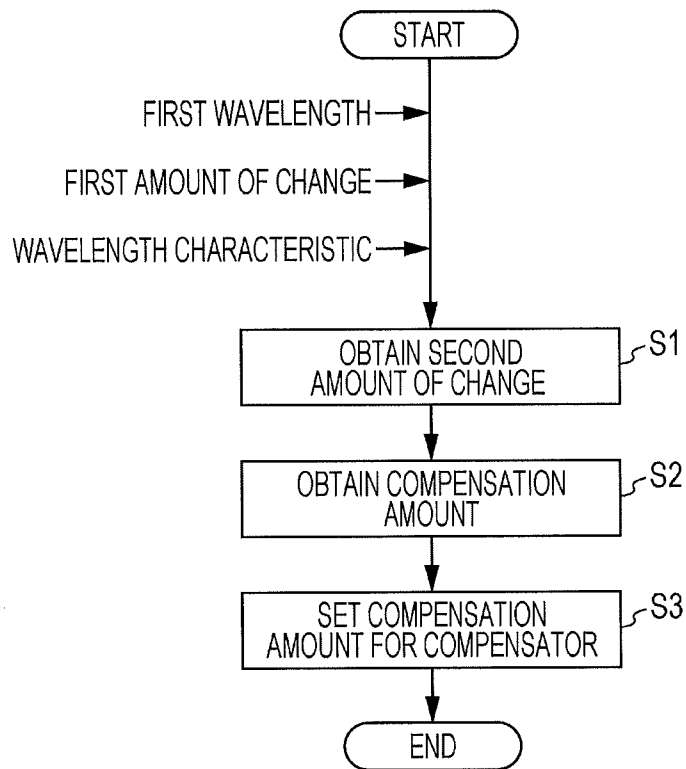 START
FIRST WAVELENGTH
FIRST AMOUNT OF CHANGE
WAVELENGTH CHARACTERISTIC
OBTAIN SECOND
AMOUNT OF CHANGE
S1
OBTAIN COMPENSATION
AMOUNT
S2
SET COMPENSATION
AMOUNT FOR COMPENSATOR
S3
END